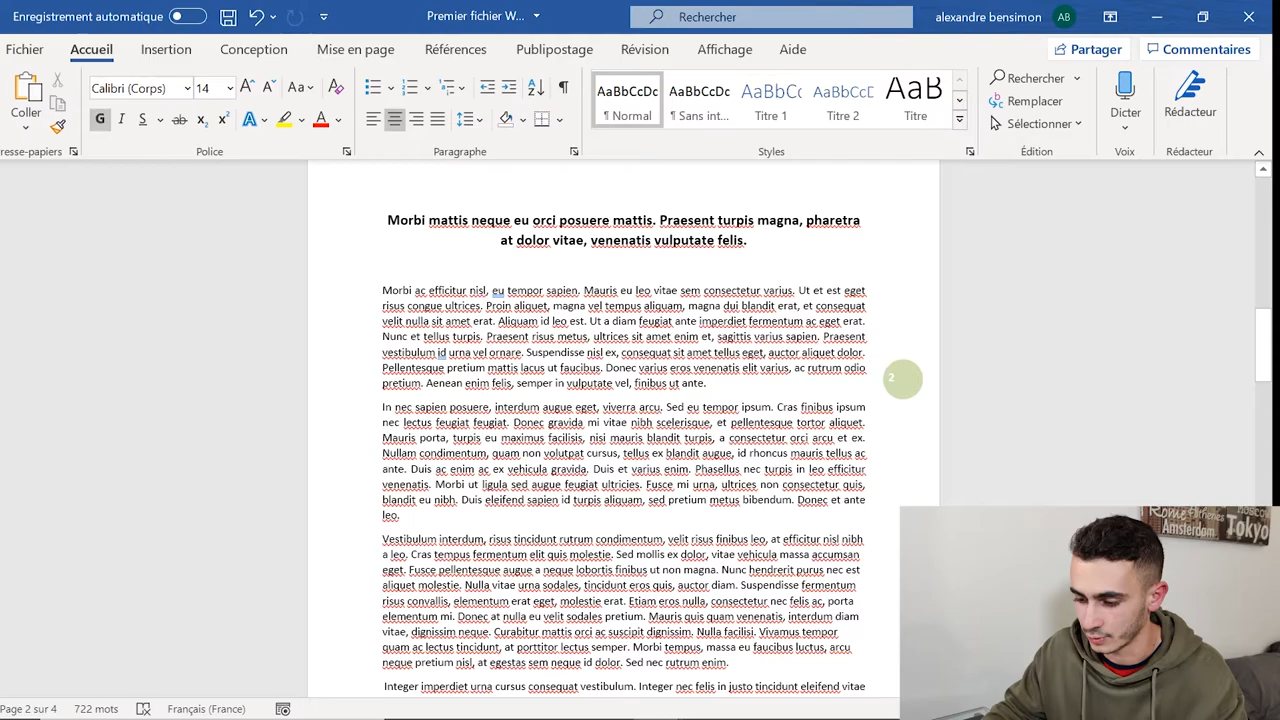 Enregistrement automatique
Premier fichier W...
Rechercher
alexandre bensimon
AB
Fichier
Accueil
Insertion
Conception
Mise en page
Références
Publipostage
Révision
Affichage
Aide
Partager
Commentaires
Coller
Calibri (Corps)
14
Aa
G I S ab x₂ x² A A
AaBbCcDc
¶ Normal
AaBbCcDc
¶ Sans int...
AaBbCc
Titre 1
AaBbCcD
Titre 2
AaB
Titre
Rechercher
Remplacer
Sélectionner
Dicter
Rédacteur
resse-papiers
Police
Paragraphe
Styles
Édition
Voix
Rédacteur
Morbi mattis neque eu orci posuere mattis. Praesent turpis magna, pharetra
at dolor vitae, venenatis vulputate felis.
Morbi ac efficitur nisl, eu tempor sapien. Mauris eu leo vitae sem consectetur varius. Ut et est eget
risus congue ultrices. Proin aliquet, magna vel tempus aliquam, magna dui blandit erat, et consequat
velit nulla sit amet erat. Aliquam id leo est. Ut a diam feugiat ante imperdiet fermentum ac eget erat.
Nunc et tellus turpis. Praesent risus metus, ultrices sit amet enim et, sagittis varius sapien. Praesent
vestibulum id urna vel ornare. Suspendisse nisl ex, consequat sit amet tellus eget, auctor aliquet dolor.
Pellentesque pretium mattis lacus ut faucibus. Donec varius eros venenatis elit varius, ac rutrum odio
pretium. Aenean enim felis, semper in vulputate vel, finibus ut ante.
2
In nec sapien posuere, interdum augue eget, viverra arcu. Sed eu tempor ipsum. Cras finibus ipsum
nec lectus feugiat feugiat. Donec gravida mi vitae nibh scelerisque, et pellentesque tortor aliquet.
Mauris porta, turpis eu maximus facilisis, nisi mauris blandit turpis, a consectetur orci arcu et ex.
Nullam condimentum, quam non volutpat cursus, tellus ex blandit augue, id rhoncus mauris tellus ac
ante. Duis ac enim ac ex vehicula gravida. Duis et varius enim. Phasellus nec turpis in leo efficitur
venenatis. Morbi ut ligula sed augue feugiat ultricies. Fusce mi urna, ultrices non consectetur quis,
blandit eu nibh. Duis eleifend sapien id turpis aliquam, sed pretium metus bibendum. Donec et ante
leo.
Vestibulum interdum, risus tincidunt rutrum condimentum, velit risus finibus leo, at efficitur nisl nibh
a leo. Cras tempus fermentum elit quis molestie. Sed mollis ex dolor, vitae vehicula massa accumsan
eget. Fusce pellentesque augue a neque lobortis finibus ut non magna. Nunc hendrerit purus nec est
aliquet molestie. Nulla vitae urna sodales, tincidunt eros quis, auctor diam. Suspendisse fermentum
risus convallis, elementum erat eget, molestie erat. Etiam eros nulla, consectetur nec felis ac, porta
elementum mi. Donec at nulla eu velit sodales pretium. Mauris quis quam venenatis, interdum diam
vitae, dignissim neque. Curabitur mattis orci ac suscipit dignissim. Nulla facilisi. Vivamus tempor
quam ac lectus tincidunt, at porttitor lectus semper. Morbi tempus, massa eu faucibus luctus, arcu
neque pretium nisl, at egestas sem neque id dolor. Sed nec rutrum enim.
Integer imperdiet urna cursus consequat vestibulum. Integer nec felis in justo tincidunt eleifend vitae
Rome
Amsterdam
Tokyo
Page 2 sur 4
722 mots
Français (France)